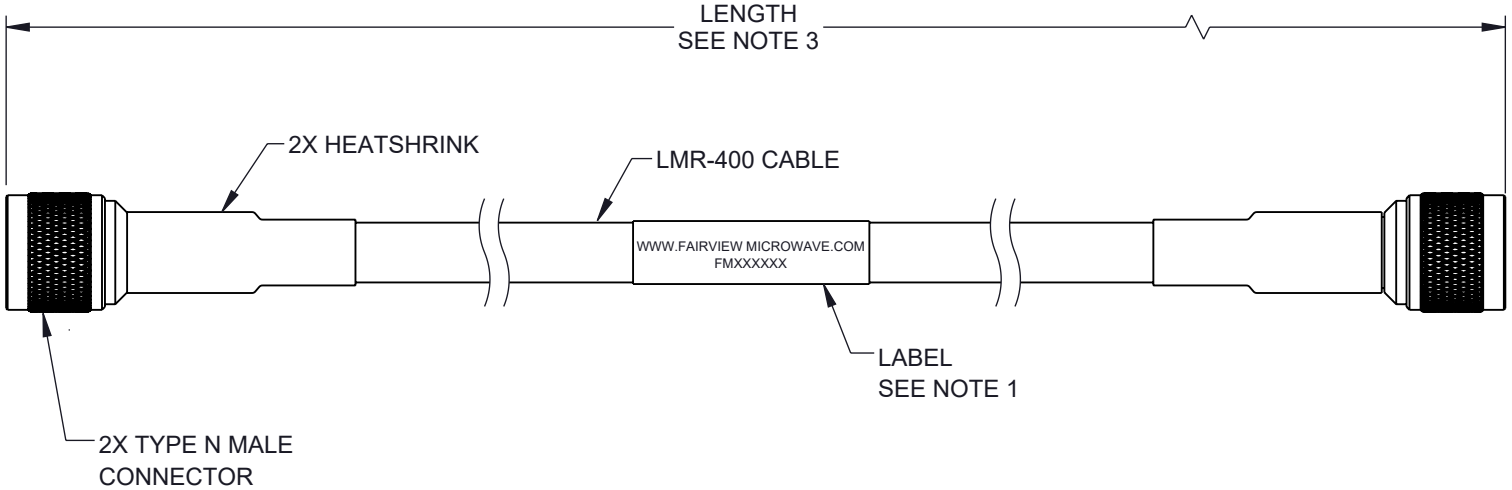 LENGTH
SEE NOTE 3
2X HEATSHRINK
LMR-400 CABLE
WWW.FAIRVIEW MICROWAVE.COM
FMXXXXXX
LABEL
SEE NOTE 1
2X TYPE N MALE
CONNECTOR